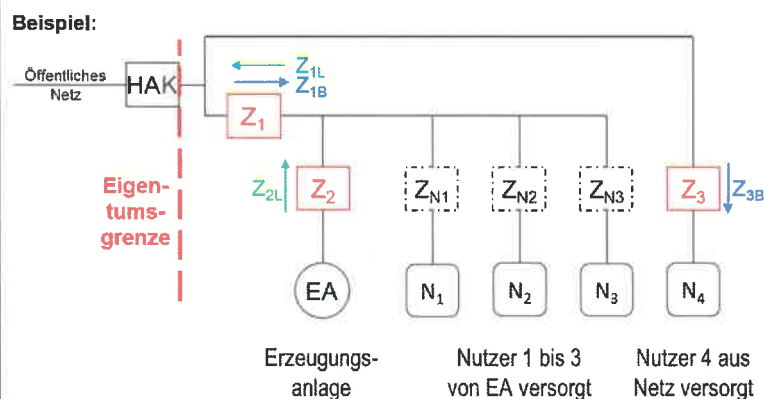 Beispiel:
Öffentliches
Netz
HAK
Z1L
Z1B
Z1
Eigen-
tums-
grenze
Z2L
Z2
ZN1
ZN2
ZN3
Z3
Z3B
EA
N1
N2
N3
N4
Erzeugungs-
anlage
Nutzer 1 bis 3
von EA versorgt
Nutzer 4 aus
Netz versorgt